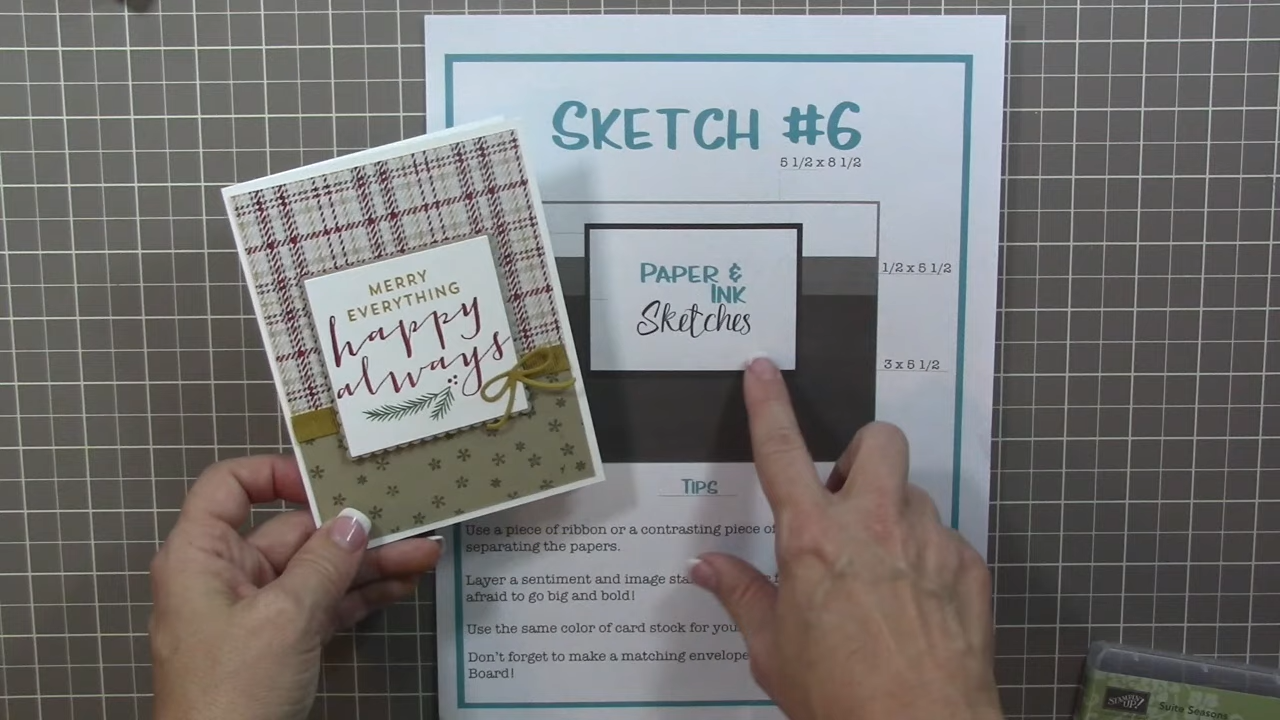 SKETCH #6
5 1/2 x 8 1/2
PAPER &
INK
Sketches
1/2 x 5 1/2
3 x 5 1/2
MERRY
EVERYTHING
happy
always
TIPS
Use a piece of ribbon or a contrasting piece of
separating the papers.
Layer a sentiment and image
afraid to go big and bold!
Use the same color of card stock for
Don't forget to make a matching envelope
Board!
STAMPIN' UP!
Suite Seasons